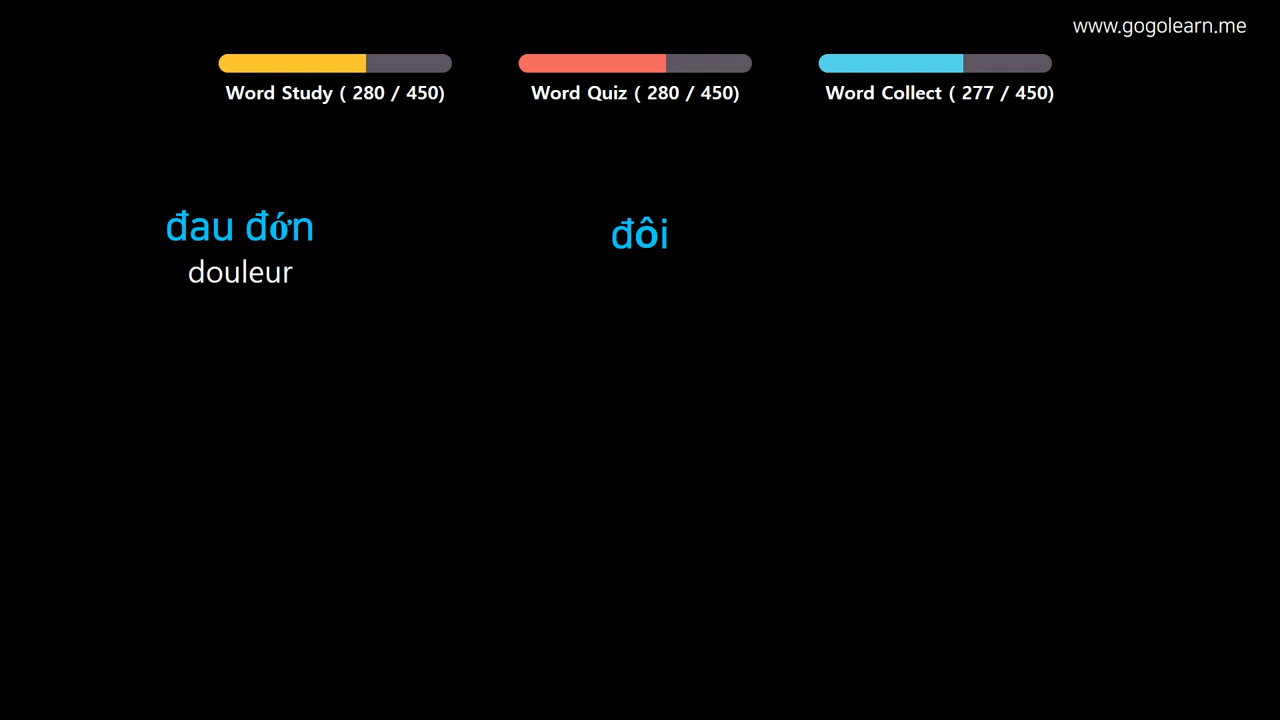 www.gogolearn.me
Word Study ( 280 / 450)
Word Quiz ( 280 / 450)
Word Collect ( 277 / 450)
đau đớn
douleur
đôi